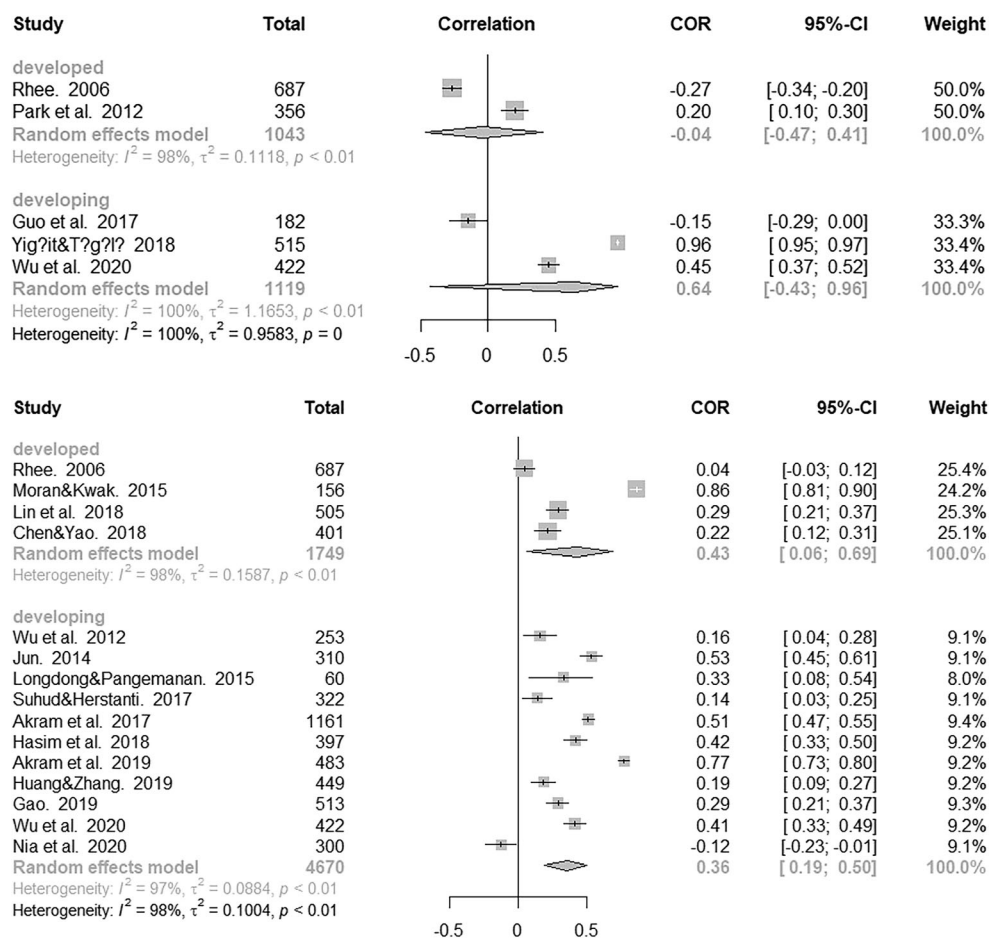 Study Total Correlation COR 95%-CI Weight
developed
Rhee. 2006 687 -0.27 [-0.34; -0.20] 50.0%
Park et al. 2012 356 0.20 [ 0.10; 0.30] 50.0%
Random effects model 1043 -0.04 [-0.47; 0.41] 100.0%
Heterogeneity: I² = 98%, τ² = 0.1118, p < 0.01
developing
Guo et al. 2017 182 -0.15 [-0.29; 0.00] 33.3%
Yig?it&T?g?l? 2018 515 0.96 [ 0.95; 0.97] 33.4%
Wu et al. 2020 422 0.45 [ 0.37; 0.52] 33.4%
Random effects model 1119 0.64 [-0.43; 0.96] 100.0%
Heterogeneity: I² = 100%, τ² = 1.1653, p < 0.01
Heterogeneity: I² = 100%, τ² = 0.9583, p = 0
-0.5 0 0.5
Study Total Correlation COR 95%-CI Weight
developed
Rhee. 2006 687 0.04 [-0.03; 0.12] 25.4%
Moran&Kwak. 2015 156 0.86 [ 0.81; 0.90] 24.2%
Lin et al. 2018 505 0.29 [ 0.21; 0.37] 25.3%
Chen&Yao. 2018 401 0.22 [ 0.12; 0.31] 25.1%
Random effects model 1749 0.43 [ 0.06; 0.69] 100.0%
Heterogeneity: I² = 98%, τ² = 0.1587, p < 0.01
developing
Wu et al. 2012 253 0.16 [ 0.04; 0.28] 9.1%
Jun. 2014 310 0.53 [ 0.45; 0.61] 9.1%
Longdong&Pangemanan. 2015 60 0.33 [ 0.08; 0.54] 8.0%
Suhud&Herstanti. 2017 322 0.14 [ 0.03; 0.25] 9.1%
Akram et al. 2017 1161 0.51 [ 0.47; 0.55] 9.4%
Hasim et al. 2018 397 0.42 [ 0.33; 0.50] 9.2%
Akram et al. 2019 483 0.77 [ 0.73; 0.80] 9.2%
Huang&Zhang. 2019 449 0.19 [ 0.09; 0.27] 9.2%
Gao. 2019 513 0.29 [ 0.21; 0.37] 9.3%
Wu et al. 2020 422 0.41 [ 0.33; 0.49] 9.2%
Nia et al. 2020 300 -0.12 [-0.23; -0.01] 9.1%
Random effects model 4670 0.36 [ 0.19; 0.50] 100.0%
Heterogeneity: I² = 97%, τ² = 0.0884, p < 0.01
Heterogeneity: I² = 98%, τ² = 0.1004, p < 0.01
-0.5 0 0.5